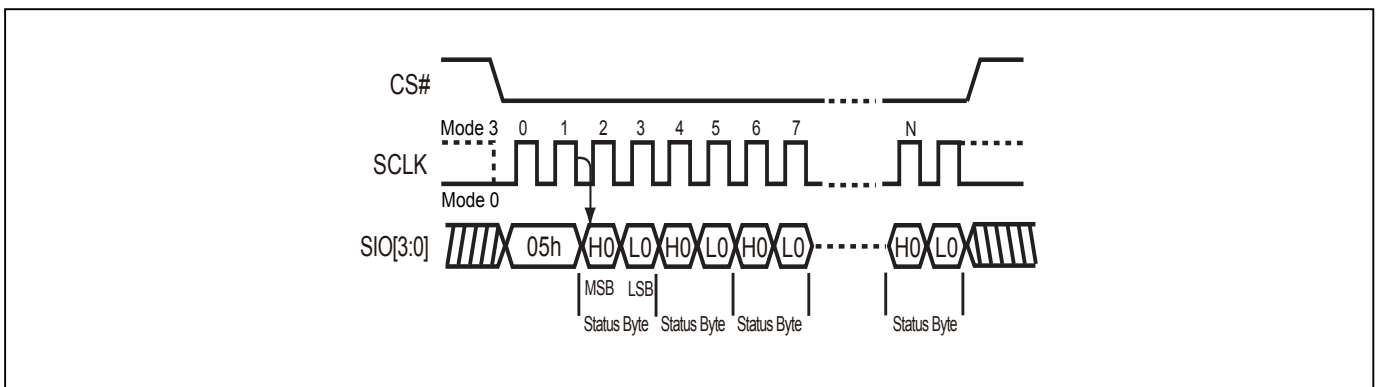 CS#
Mode 3 0 1 2 3 4 5 6 7 N
SCLK
Mode 0
SIO[3:0] 05h H0 L0 H0 L0 H0 L0 H0 L0
MSB LSB
Status Byte Status Byte Status Byte Status Byte